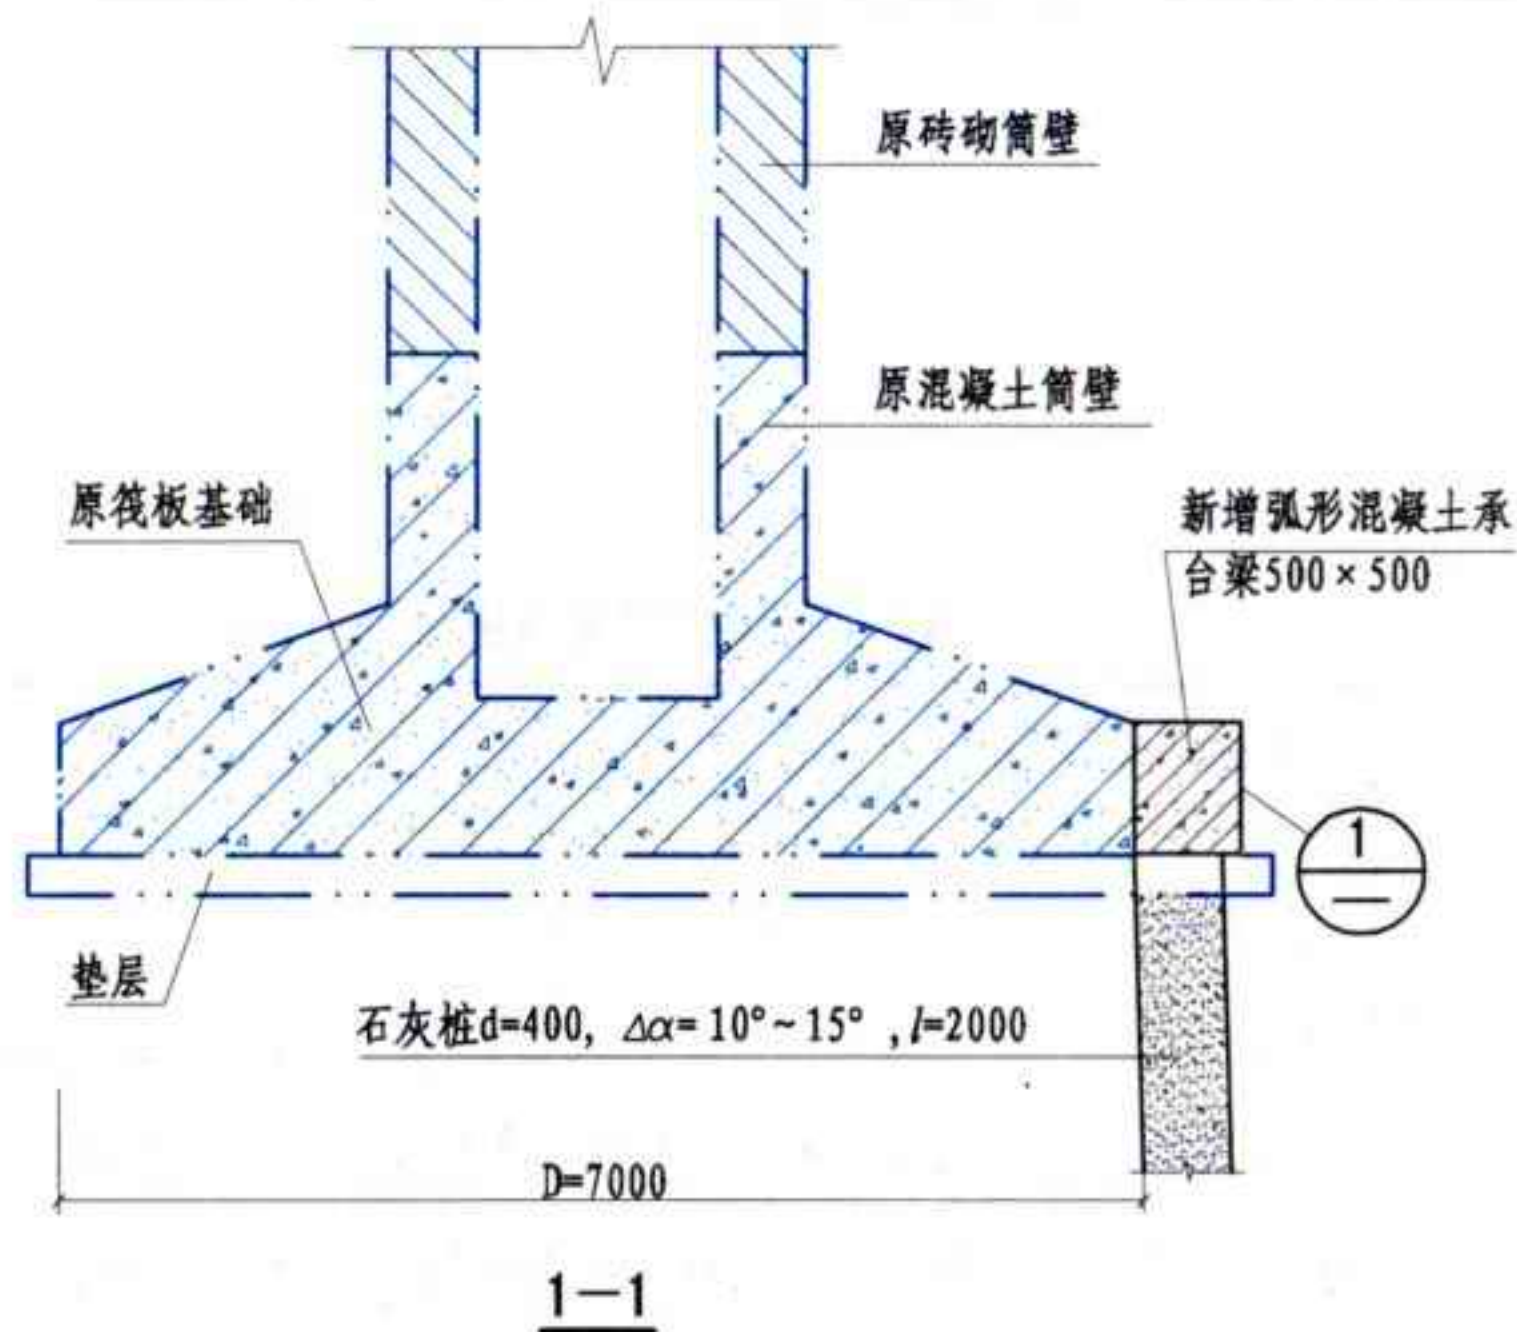 原砖砌筒壁
原混凝土筒壁
原筏板基础
新增弧形混凝土承
台梁500×500
1
—
垫层
石灰桩d=400, Δα=10°~15°,l=2000
D=7000
1—1